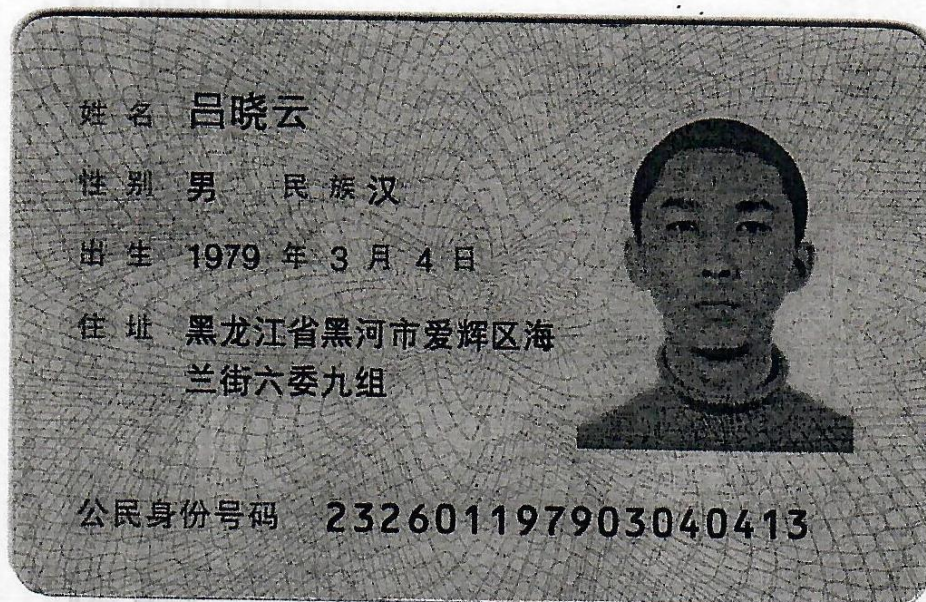 姓名 吕晓云
性别 男 民族 汉
出生 1979 年 3 月 4 日
住址 黑龙江省黑河市爱辉区海
兰街六委九组
公民身份号码 232601197903040413